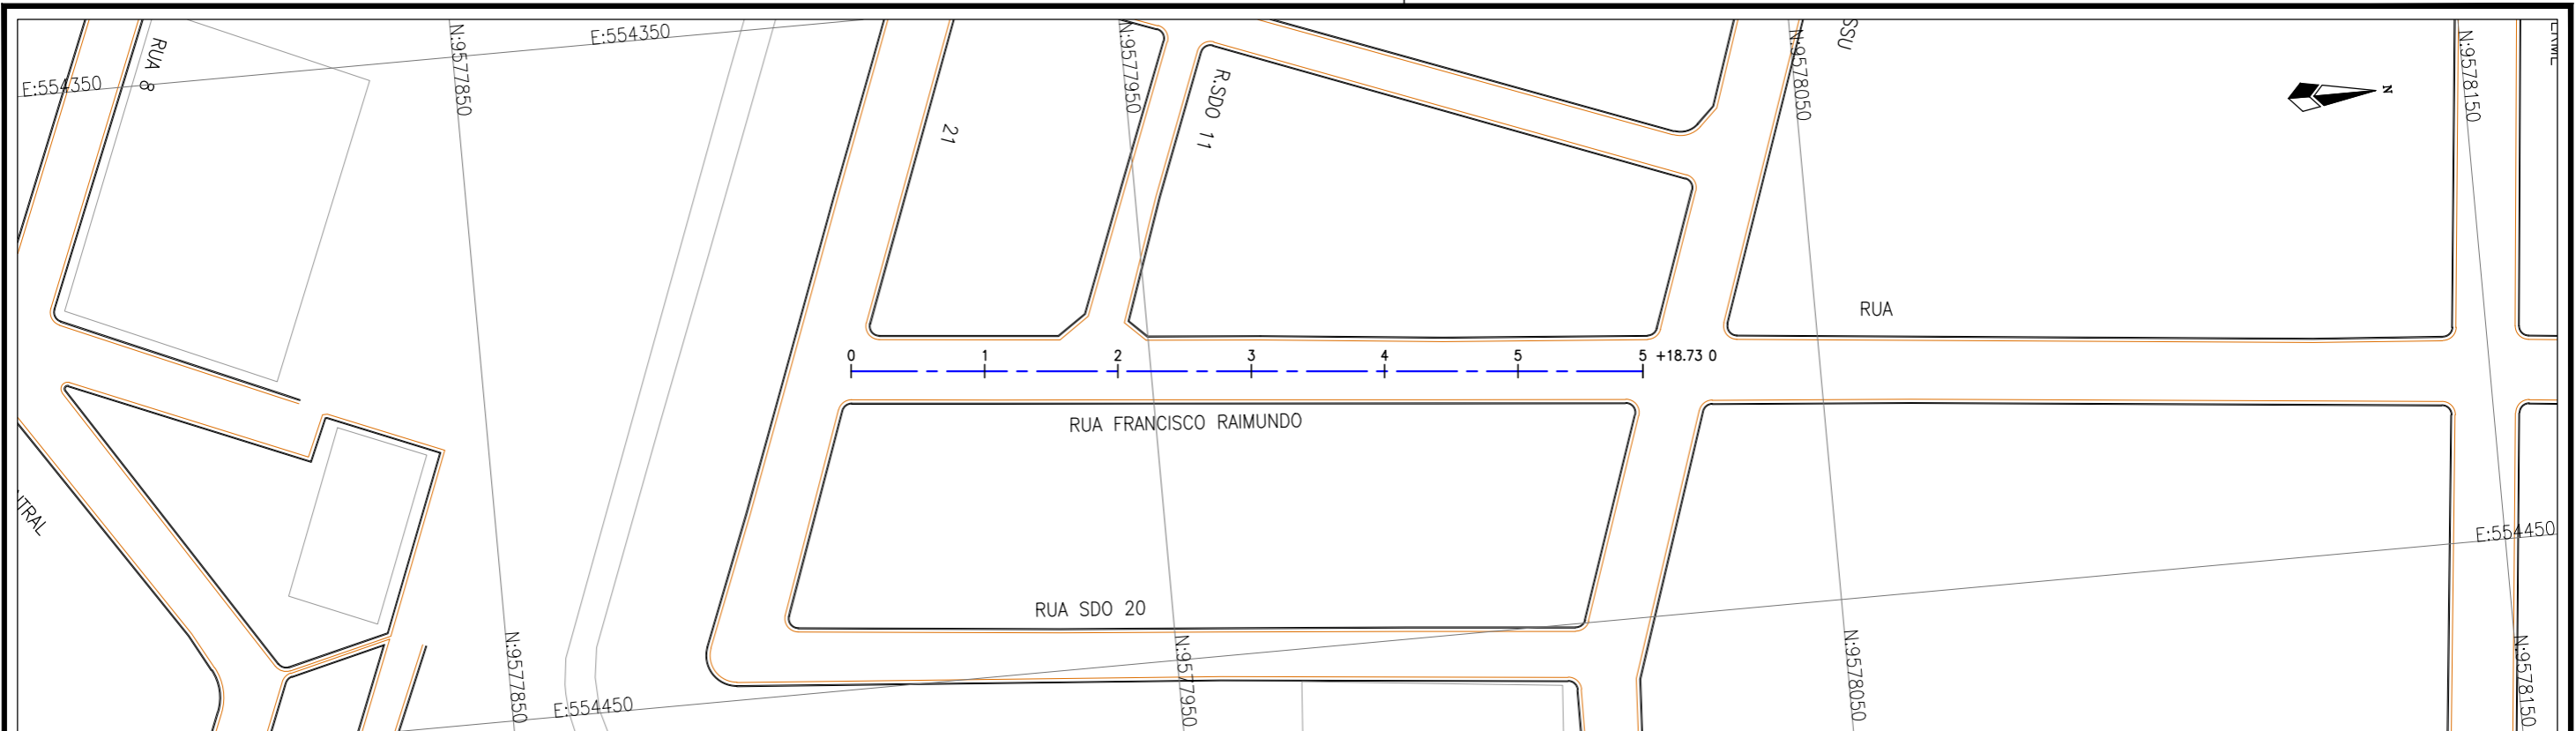 RUA 8
E:554350
N:9577850
E:554350
N:9577950
R.SDO 11
21
SSU
N:9578050
N
N:9578150
RUA
0 1 2 3 4 5 5 +18.73 0
RUA FRANCISCO RAIMUNDO
NTRAL
RUA SDO 20
E:554450
N:9577850
E:554450
N:9577950
N:9578050
N:9578150